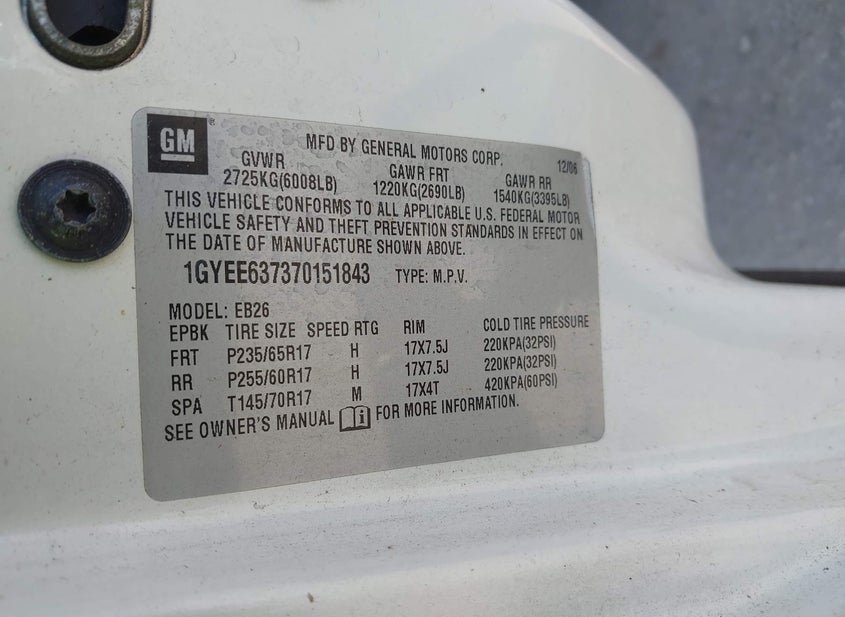 GM ®
MFD BY GENERAL MOTORS CORP. 12/06
GVWR GAWR FRT GAWR RR
2725KG(6008LB) 1220KG(2690LB) 1540KG(3395LB)
THIS VEHICLE CONFORMS TO ALL APPLICABLE U.S. FEDERAL MOTOR
VEHICLE SAFETY AND THEFT PREVENTION STANDARDS IN EFFECT ON
THE DATE OF MANUFACTURE SHOWN ABOVE.
1GYEE637370151843 TYPE: M.P.V.
MODEL: EB26
EPBK TIRE SIZE SPEED RTG RIM COLD TIRE PRESSURE
FRT P235/65R17 H 17X7.5J 220KPA(32PSI)
RR P255/60R17 H 17X7.5J 220KPA(32PSI)
SPA T145/70R17 M 17X4T 420KPA(60PSI)
SEE OWNER'S MANUAL i FOR MORE INFORMATION.